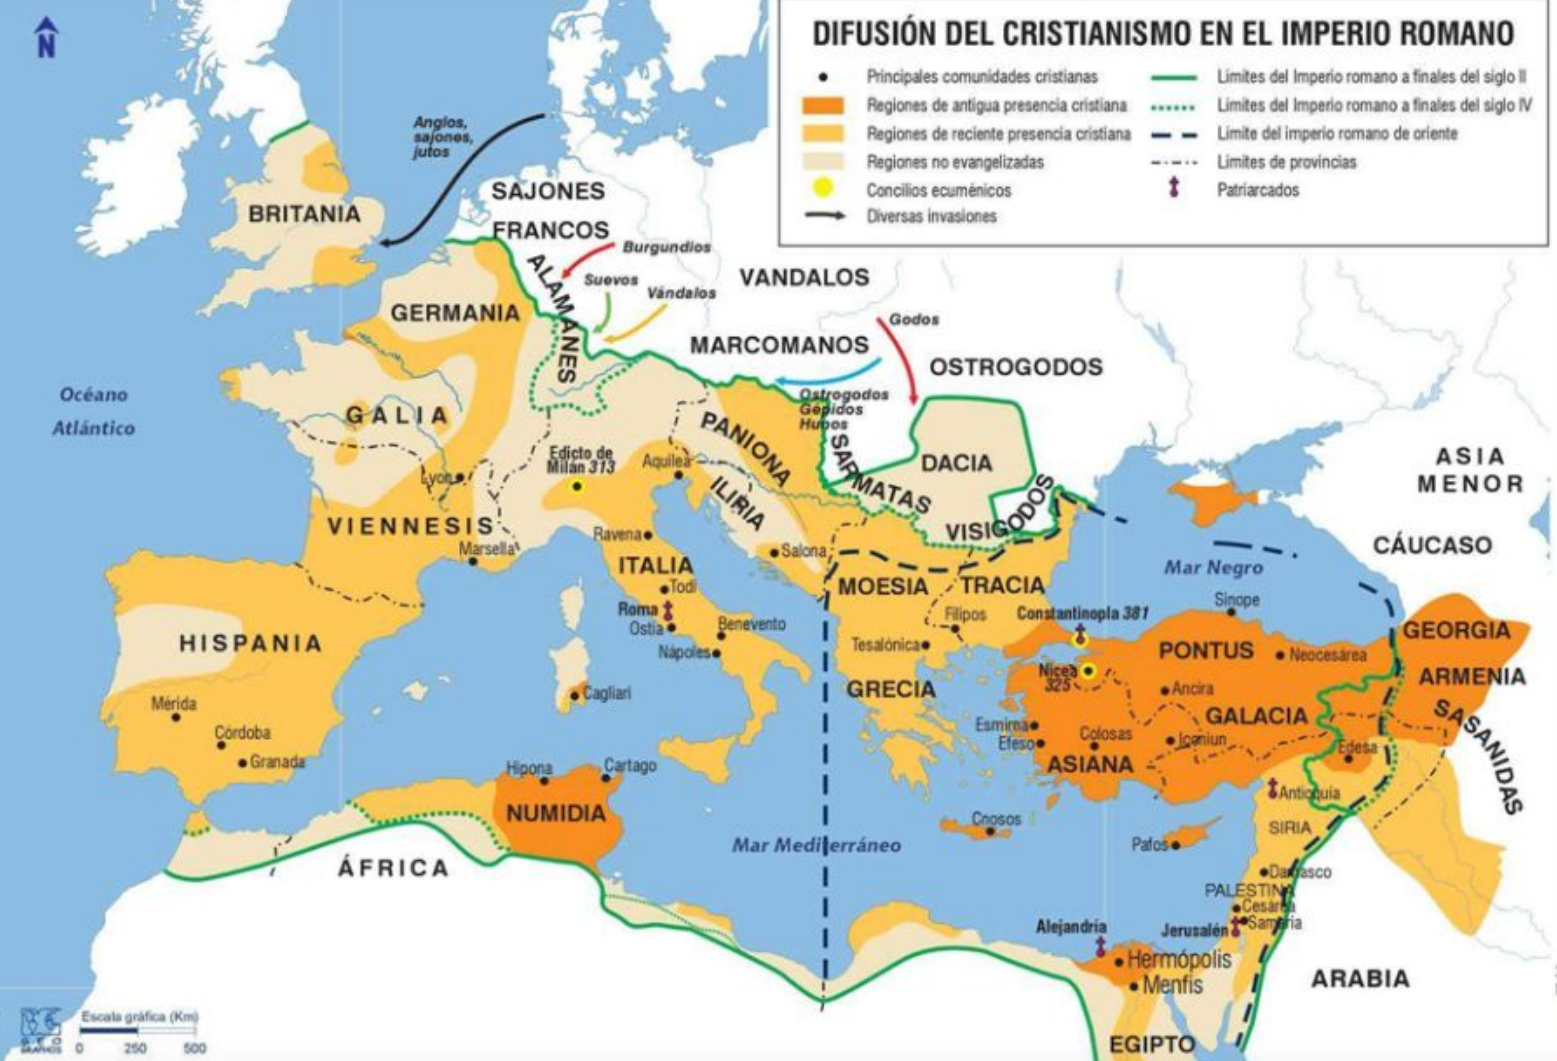 N
DIFUSIÓN DEL CRISTIANISMO EN EL IMPERIO ROMANO
Principales comunidades cristianas
Regiones de antigua presencia cristiana
Regiones de reciente presencia cristiana
Regiones no evangelizadas
Concilios ecuménicos
Diversas invasiones
Limites del Imperio romano a finales del siglo II
Limites del Imperio romano a finales del siglo IV
Limite del imperio romano de oriente
Limites de provincias
Patriarcados
Anglos,
sajones,
jutos
SAJONES
FRANCOS
BRITANIA
Burgundios
ALAMANES
Suevos
Vándalos
VANDALOS
GERMANIA
Godos
MARCOMANOS
OSTROGODOS
Océano
Atlántico
Ostrogodos
Gépidos
Hunos
GALIA
PANIONA
SARMATAS
DACIA
ASIA
MENOR
Edicto de
Milán 313
Aquilea
Lyon
ILIRIA
VISIGODOS
VIENNESIS
Marsella
Ravena
Salona
CÁUCASO
ITALIA
Todi
MOESIA
TRACIA
Mar Negro
Sinope
Roma
Ostia
Benevento
Nápoles
Filipos
Constantinopla 381
GEORGIA
HISPANIA
Tesalónica
PONTUS
Neocesárea
Nicea
325
ARMENIA
Cagliari
GRECIA
Ancira
Mérida
GALACIA
SASANIDAS
Córdoba
Esmirna
Efeso
Colosas
Iconiun
Edesa
Granada
ASIANA
Hipona
Cartago
Antioquía
NUMIDIA
Cnosos
SIRIA
Mar Mediterráneo
Pafos
ÁFRICA
Damasco
PALESTINA
Cesárea
Samaria
Alejandría
Jerusalén
Hermópolis
Menfis
ARABIA
EGIPTO
Escala gráfica (Km)
0 250 500